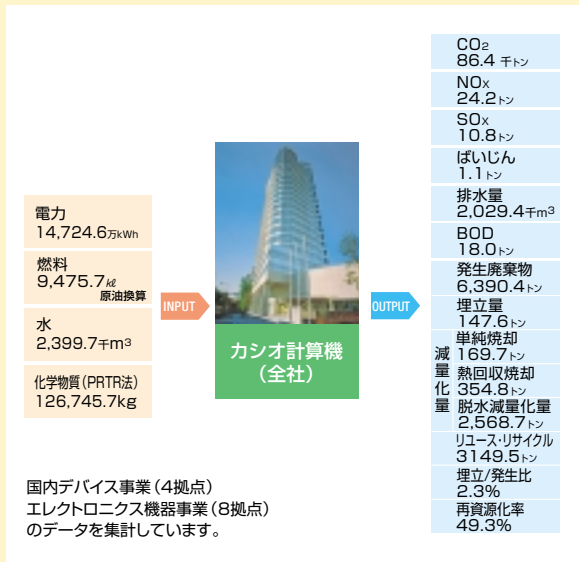 電力
14,724.6万kWh
燃料
9,475.7㎘
原油換算
水
2,399.7千m³
化学物質(PRTR法)
126,745.7kg
INPUT
カシオ計算機
(全社)
OUTPUT
CO₂
86.4 千トン
NOx
24.2トン
SOx
10.8トン
ばいじん
1.1トン
排水量
2,029.4千m³
BOD
18.0トン
発生廃棄物
6,390.4トン
埋立量
147.6トン
減量化量
単純焼却
169.7トン
熱回収焼却
354.8トン
脱水減量化量
2,568.7トン
リユース・リサイクル
3149.5トン
埋立/発生比
2.3%
再資源化率
49.3%
国内デバイス事業(4拠点)
エレクトロニクス機器事業(8拠点)
のデータを集計しています。